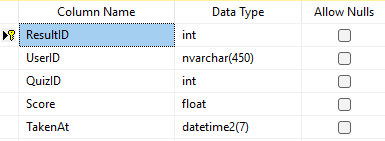 Column Name Data Type Allow Nulls
ResultID int
UserID nvarchar(450)
QuizID int
Score float
TakenAt datetime2(7)